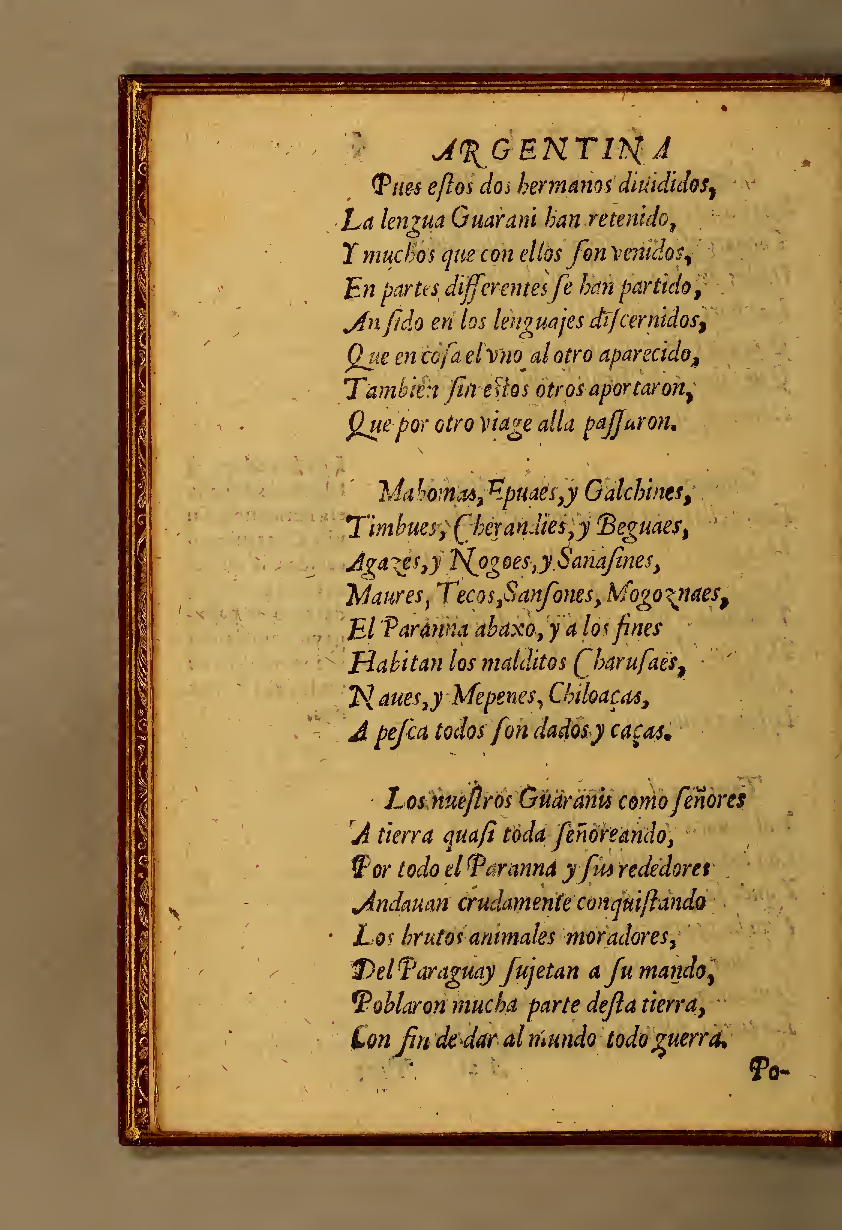 ARGENTINA
Pues eſtos dos hermanos diuididos,
La lengua Guarani han retenido,
Y muchos que con ellos ſon venidos,
En partes differentes ſe han partido,
An ſido en los lenguajes diſcernidos,
Que en coſa el vno al otro aparecido,
Tambien ſin eſtos otros aportaron,
Que por otro viage alla paſſaron.
Mahomas, Epuaes, y Galchines,
Timbues, Cherandies, y Beguaes,
Agazes, y Nogoes, y Sanaſines,
Maures, Tecos, Sanſones, Mogoznaes,
El Paranna abaxo, y a los fines
Habitan los malditos Charuſaes,
Naues, y Mepenes, Chiloaças,
A peſca todos ſon dados y caças.
Los nueſtros Guaranis como ſeñores
A tierra quaſi toda ſeñoreando,
Por todo el Paranna y ſus rededores
Andauan crudamente conquiſtando
Los brutos animales moradores,
Del Paraguay ſujetan a ſu mando,
Poblaron mucha parte deſta tierra,
Con fin de dar al mundo todo guerra.
Po-